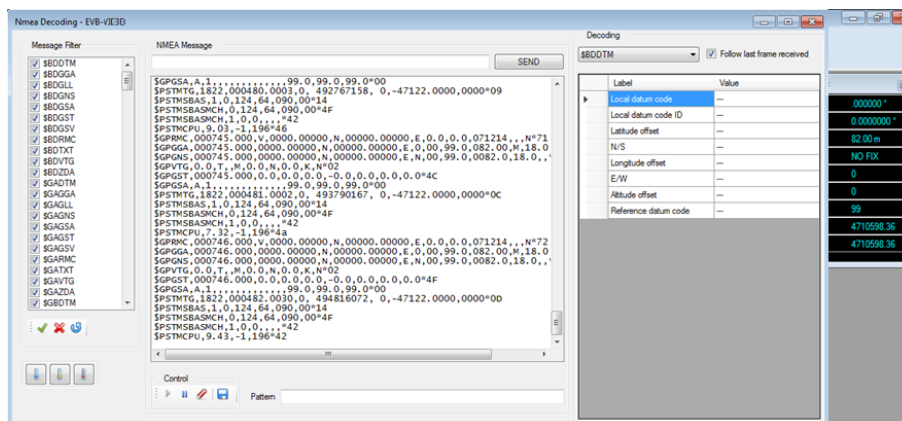 Nmea Decoding - EVB-VIC3D
Message Filter
$BDDTM
$BDGGA
$BDGLL
$BDGNS
$BDGSA
$BDGST
$BDGSV
$BDRMC
$BDTXT
$BDVTG
$BDZDA
$GADTM
$GAGGA
$GAGLL
$GAGNS
$GAGSA
$GAGST
$GAGSV
$GARMC
$GATXT
$GAVTG
$GAZDA
$GBDTM
NMEA Message
SEND
$GPGSA,A,1,,,,,,,,,,,,,99.0,99.0,99.0*00
$PSTMTG,1822,000480.0003,0, 492767158, 0,-47122.0000,0000*09
$PSTMSBAS,1,0,124,64,090,00*14
$PSTMSBASMCH,0,124,64,090,00*4F
$PSTMSBASMCH,1,0,0,,,,*42
$PSTMCPU,9.03,-1,196*46
$GPRMC,000745.000,V,0000.00000,N,00000.00000,E,0.0,0.0,071214,,,N*71
$GPGGA,000745.000,0000.00000,N,00000.00000,E,0,00,99.0,082.00,M,18.0
$GPGNS,000745.000,0000.00000,N,00000.00000,E,N,00,99.0,0082.0,18.0,,
$GPVTG,0.0,T,,M,0.0,N,0.0,K,N*02
$GPGST,000745.000,0.0,0.0,0.0,-0.0,0.0,0.0,0.0*4C
$GPGSA,A,1,,,,,,,,,,,,,99.0,99.0,99.0*00
$PSTMTG,1822,000481.0002,0, 493790167, 0,-47122.0000,0000*0C
$PSTMSBAS,1,0,124,64,090,00*14
$PSTMSBASMCH,0,124,64,090,00*4F
$PSTMSBASMCH,1,0,0,,,,*42
$PSTMCPU,7.32,-1,196*4a
$GPRMC,000746.000,V,0000.00000,N,00000.00000,E,0.0,0.0,071214,,,N*72
$GPGGA,000746.000,0000.00000,N,00000.00000,E,0,00,99.0,082.00,M,18.0
$GPGNS,000746.000,0000.00000,N,00000.00000,E,N,00,99.0,0082.0,18.0,,
$GPVTG,0.0,T,,M,0.0,N,0.0,K,N*02
$GPGST,000746.000,0.0,0.0,0.0,-0.0,0.0,0.0,0.0*4F
$GPGSA,A,1,,,,,,,,,,,,,99.0,99.0,99.0*00
$PSTMTG,1822,000482.0030,0, 494816072, 0,-47122.0000,0000*0D
$PSTMSBAS,1,0,124,64,090,00*14
$PSTMSBASMCH,0,124,64,090,00*4F
$PSTMSBASMCH,1,0,0,,,,*42
$PSTMCPU,9.43,-1,196*42
Control
Pattern
Decoding
$BDDTM
Follow last frame received
Label Value
Local datum code ---
Local datum code ID ---
Latitude offset ---
N/S ---
Longitude offset ---
E/W ---
Altitude offset ---
Reference datum code ---
.000000 °
0.0000000 °
82.00 m
NO FIX
0
0
99
4710598.36
4710598.36